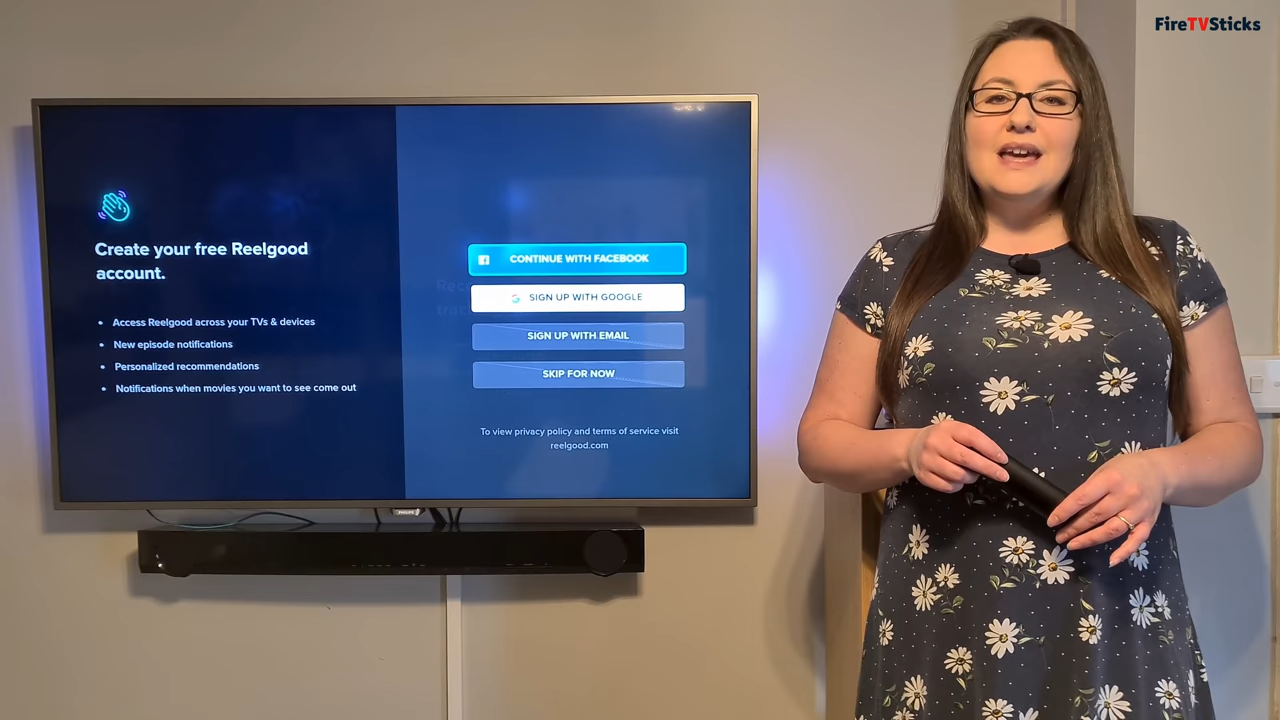 FireTVSticks
Create your free Reelgood
account.
• Access Reelgood across your TVs & devices
• New episode notifications
• Personalized recommendations
• Notifications when movies you want to see come out
CONTINUE WITH FACEBOOK
SIGN UP WITH GOOGLE
SIGN UP WITH EMAIL
SKIP FOR NOW
To view privacy policy and terms of service visit
reelgood.com
PHILIPS